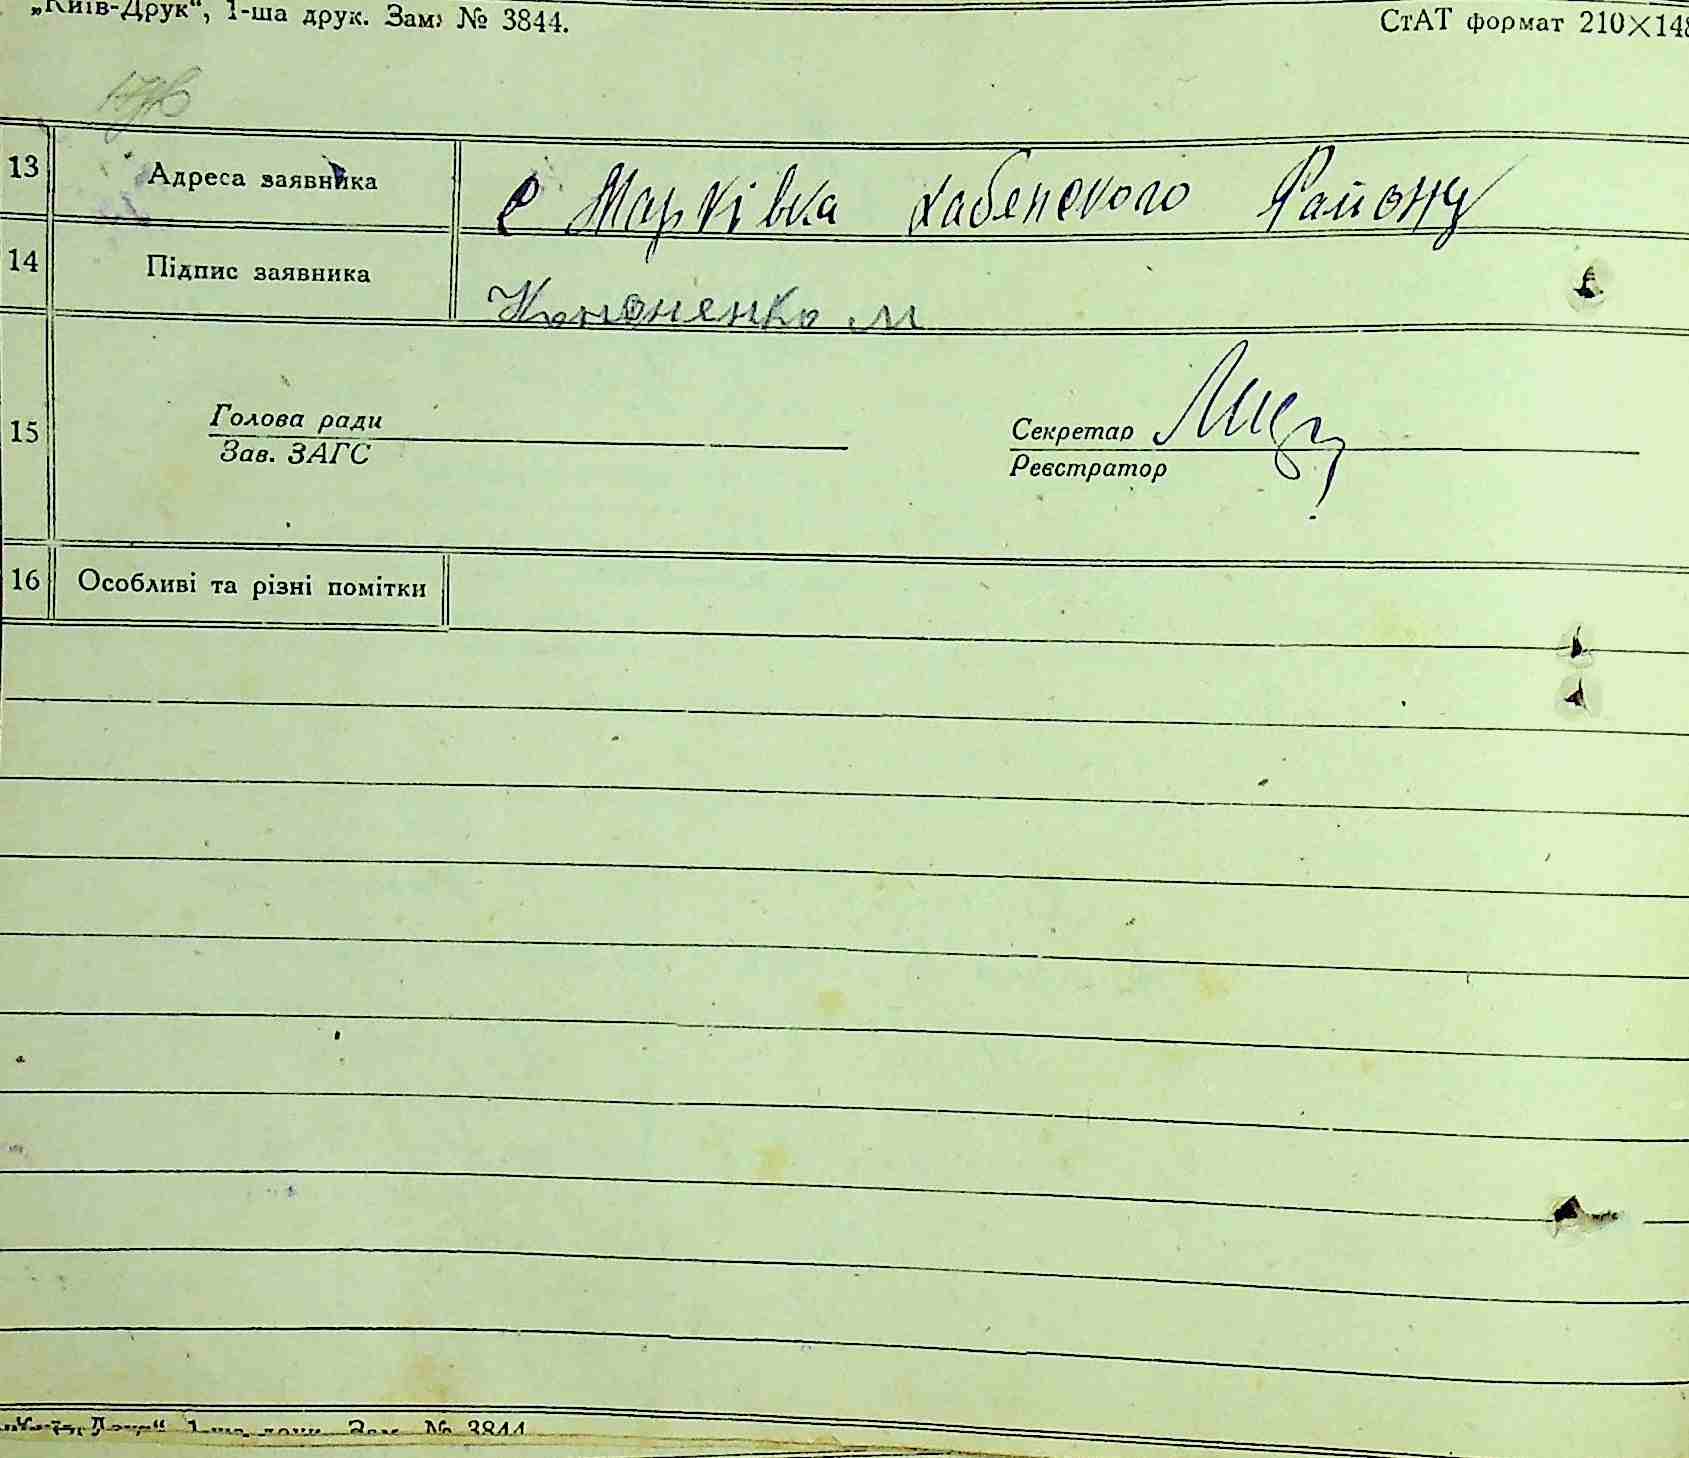 „Київ-Друк“, 1-ша друк. Зам. № 3844. СтАТ формат 210×148
13 Адреса заявника с Марківка хабенского Району
14 Підпис заявника Кононенко М
15 Голова ради Секретар
Зав. ЗАГС Реєстратор
16 Особливі та різні помітки
„Київ-Друк“ 1-ша друк. Зам. № 3844